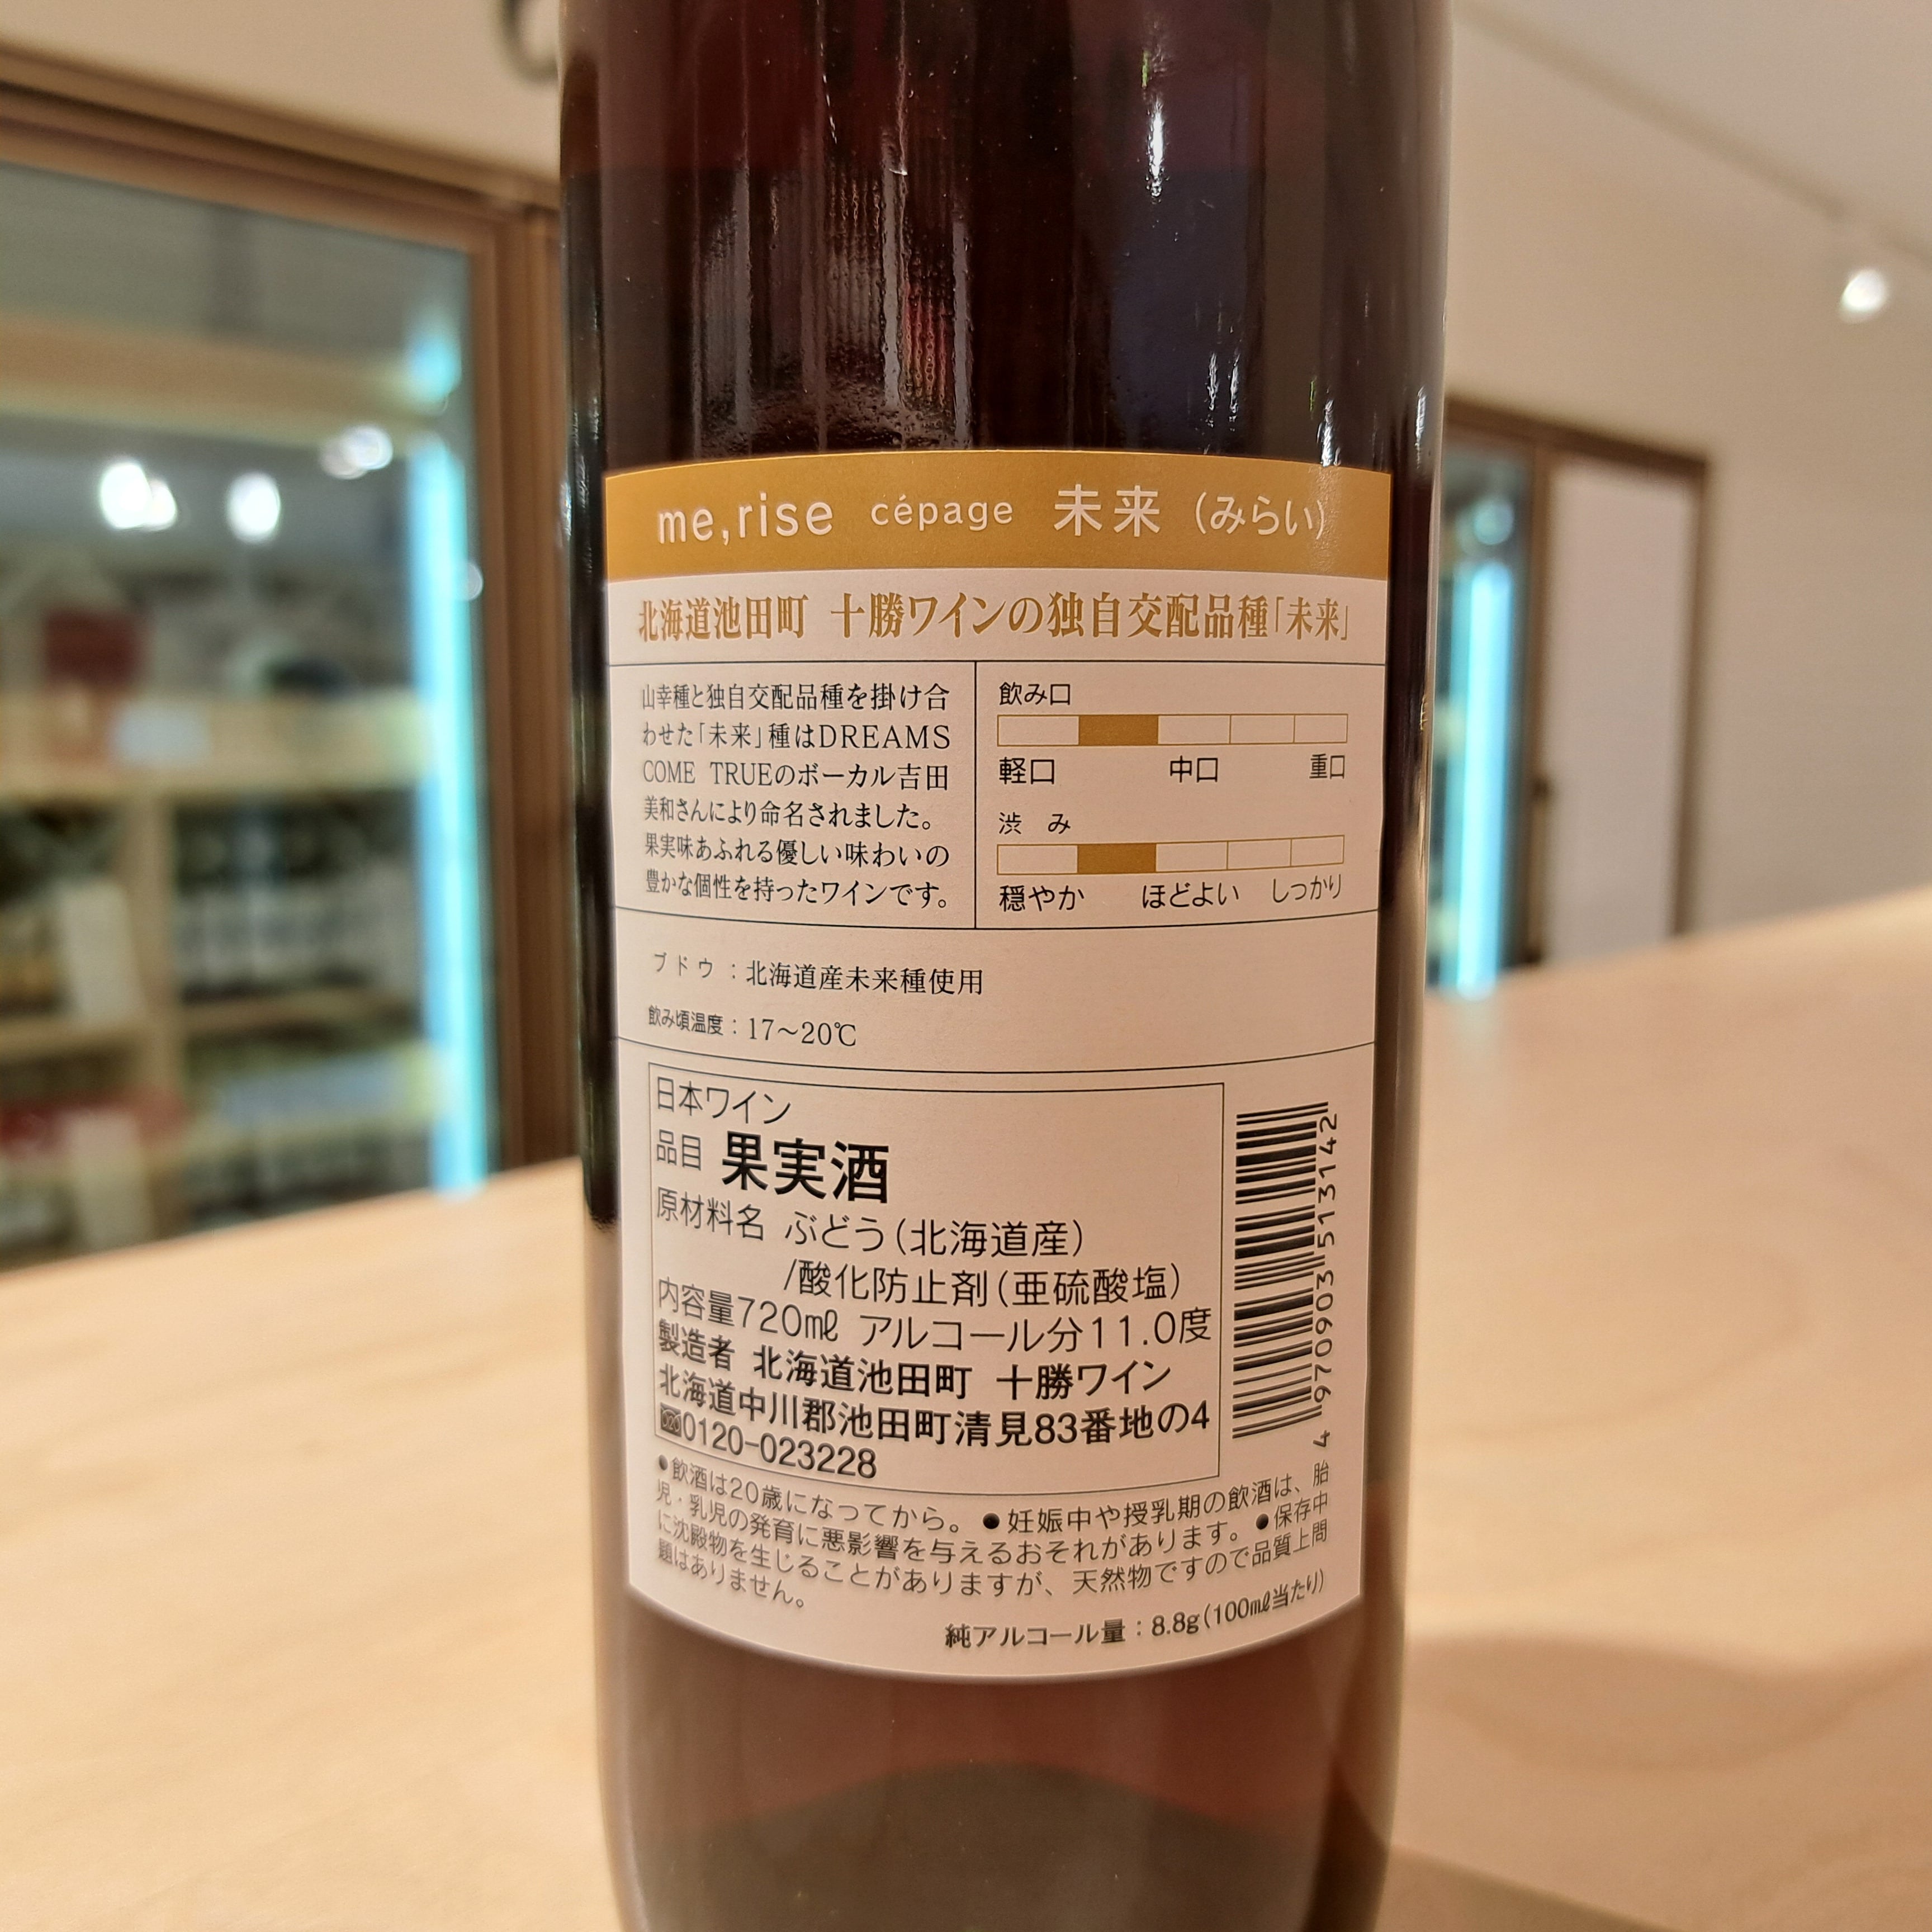 me,rise cépage 未来（みらい）
北海道池田町 十勝ワインの独自交配品種「未来」
山幸種と独自交配品種を掛け合
わせた「未来」種はDREAMS
COME TRUEのボーカル吉田
美和さんにより命名されました。
果実味あふれる優しい味わいの
豊かな個性を持ったワインです。
飲み口
軽口 中口 重口
渋み
穏やか ほどよい しっかり
ブドウ：北海道産未来種使用
飲み頃温度：17〜20℃
日本ワイン
品目 果実酒
原材料名 ぶどう（北海道産）
/酸化防止剤（亜硫酸塩）
内容量720㎖ アルコール分11.0度
製造者 北海道池田町 十勝ワイン
北海道中川郡池田町清見83番地の4
0120-023228
4 970903 513142
●飲酒は20歳になってから。●妊娠中や授乳期の飲酒は、胎
児・乳児の発育に悪影響を与えるおそれがあります。●保存中
に沈殿物を生じることがありますが、天然物ですので品質上問
題はありません。
純アルコール量：8.8g（100㎖当たり）